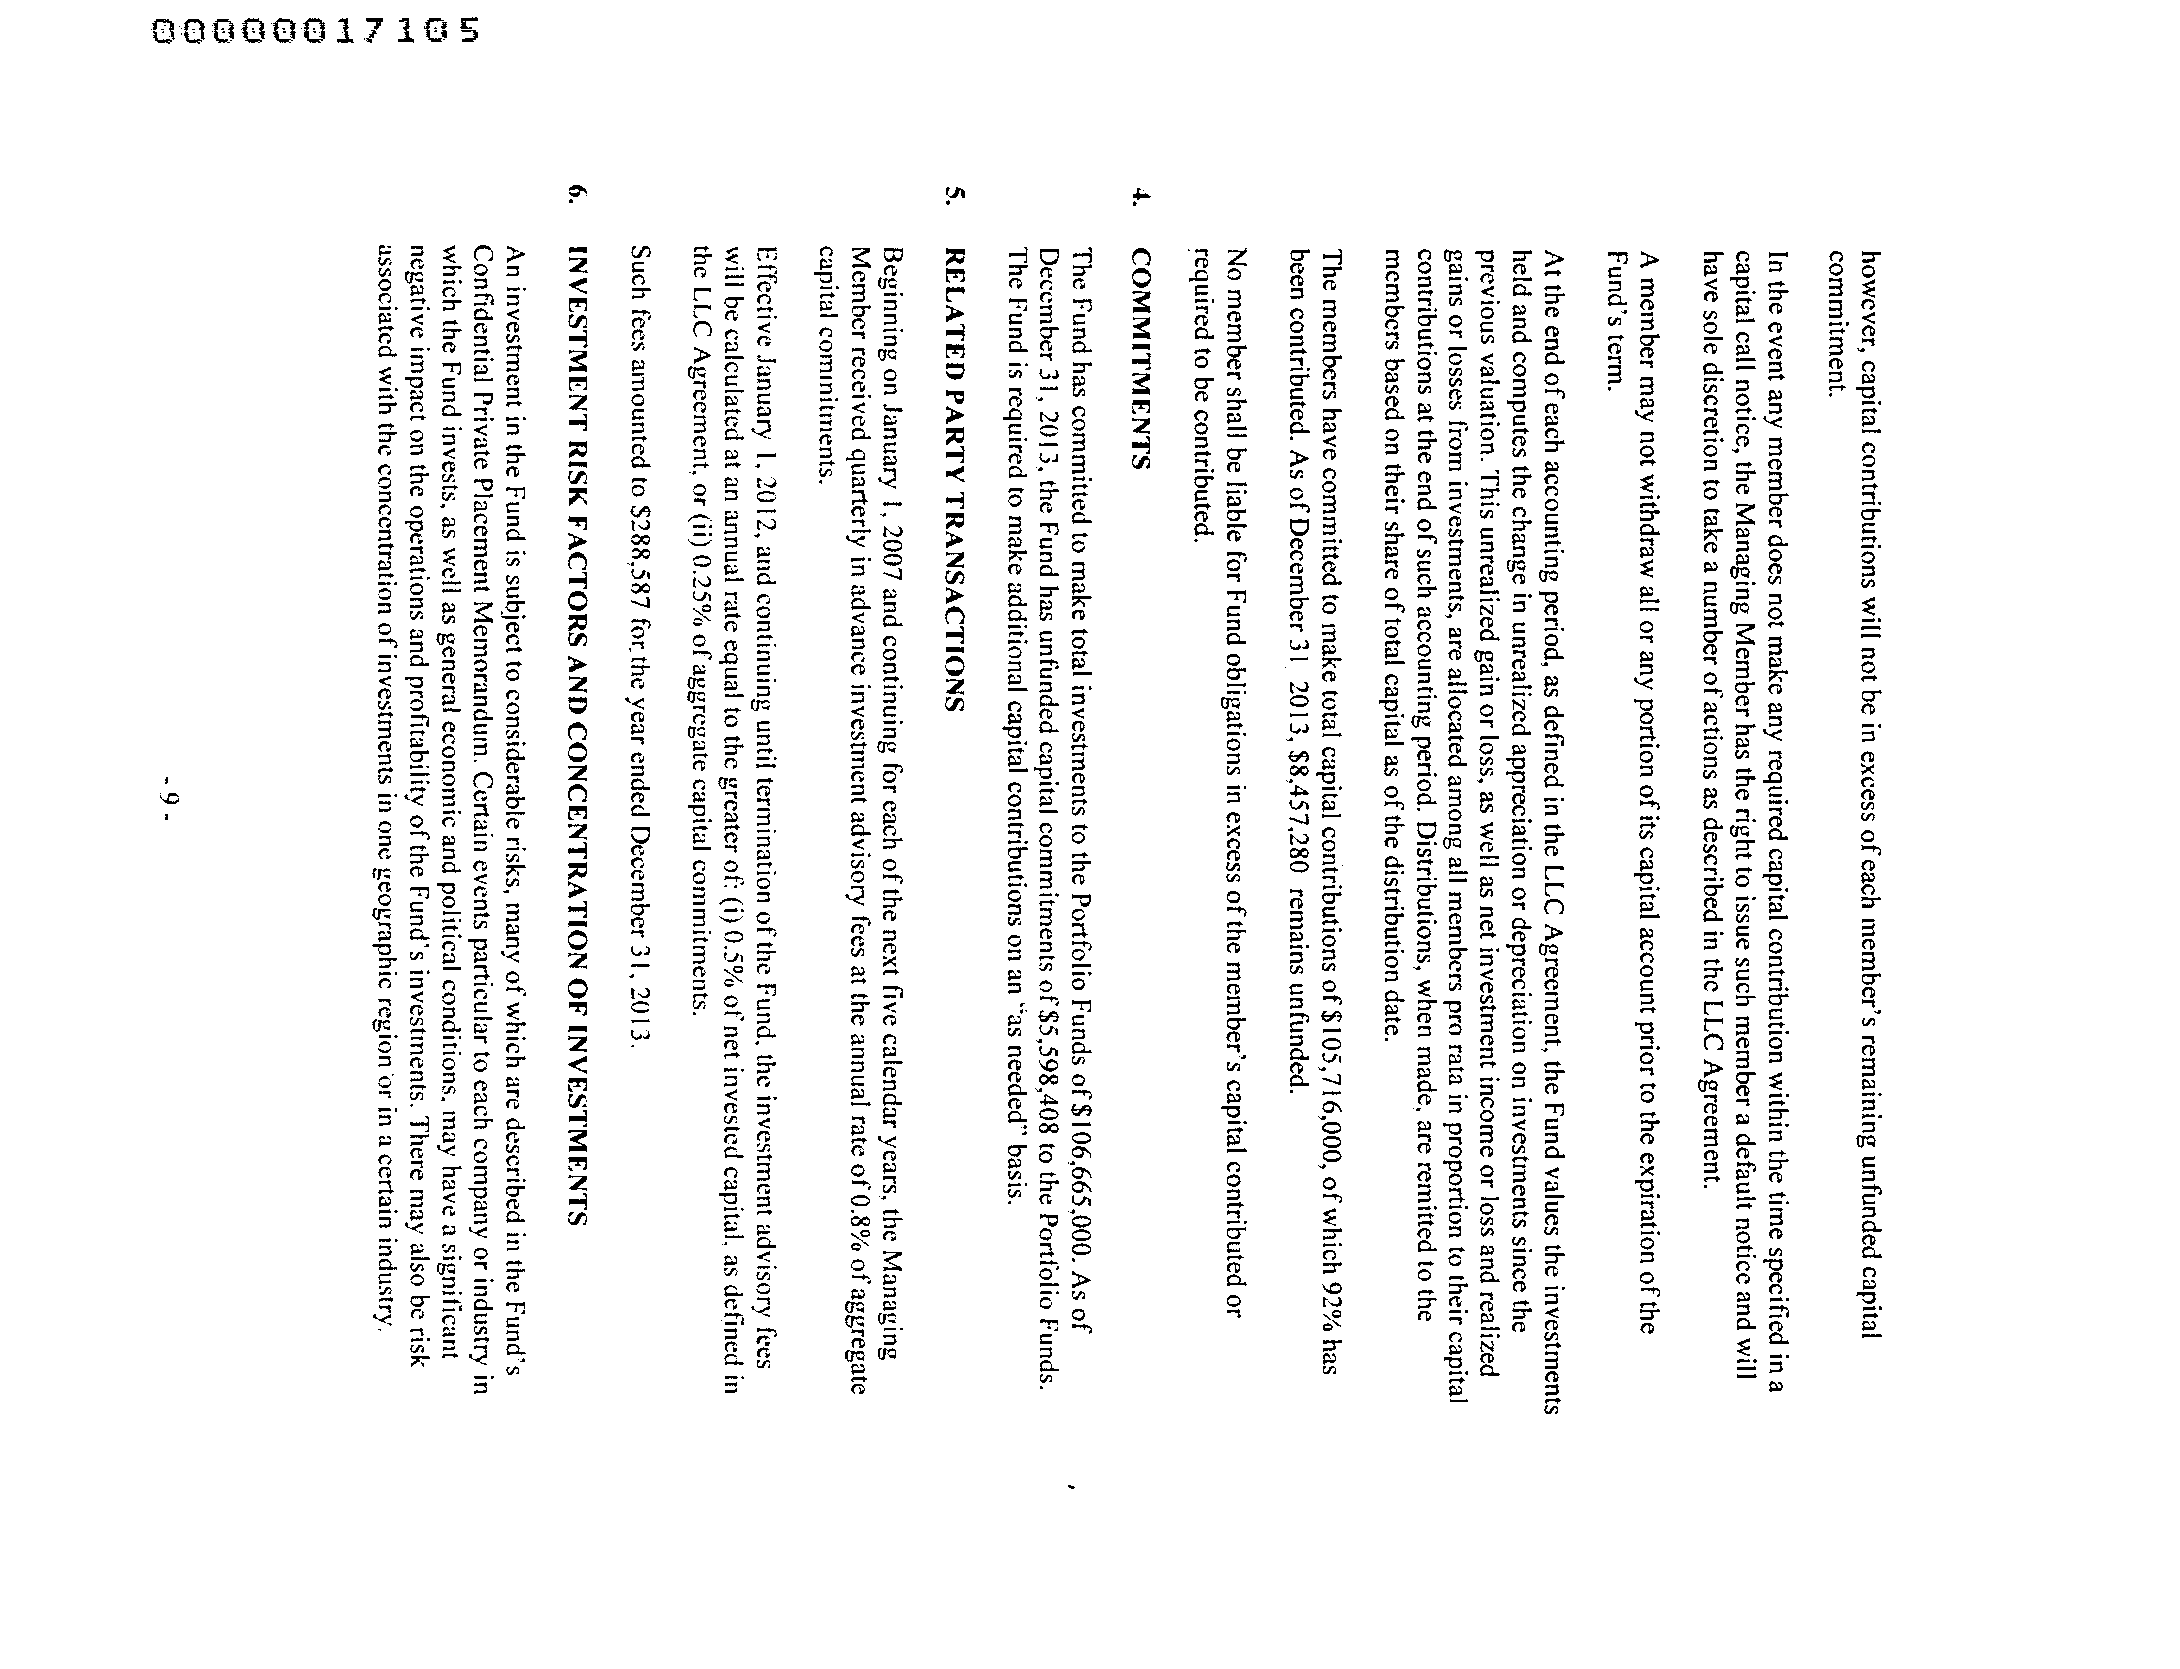 00000017105
however, capital contributions will not be in excess of each member's remaining unfunded capital
commitment.
In the event any member does not make any required capital contribution within the time specified in a
capital call notice, the Managing Member has the right to issue such member a default notice and will
have sole discretion to take a number of actions as described in the LLC Agreement.
A member may not withdraw all or any portion of its capital account prior to the expiration of the
Fund's term.
At the end of each accounting period, as defined in the LLC Agreement, the Fund values the investments
held and computes the change in unrealized appreciation or depreciation on investments since the
previous valuation. This unrealized gain or loss, as well as net investment income or loss and realized
gains or losses from investments, are allocated among all members pro rata in proportion to their capital
contributions at the end of such accounting period. Distributions, when made, are remitted to the
members based on their share of total capital as of the distribution date.
The members have committed to make total capital contributions of $105,716,000, of which 92% has
been contributed. As of December 31 2013, $8,457,280 remains unfunded.
No member shall be liable for Fund obligations in excess of the member's capital contributed or
required to be contributed.
4. COMMITMENTS
The Fund has committed to make total investments to the Portfolio Funds of $106,665,000. As of
December 31, 2013, the Fund has unfunded capital commitments of $5,598,408 to the Portfolio Funds.
The Fund is required to make additional capital contributions on an "as needed" basis.
5. RELATED PARTY TRANSACTIONS
Beginning on January 1, 2007 and continuing for each of the next five calendar years, the Managing
Member received quarterly in advance investment advisory fees at the annual rate of 0.8% of aggregate
capital commitments.
Effective January 1, 2012, and continuing until termination of the Fund, the investment advisory fees
will be calculated at an annual rate equal to the greater of: (i) 0.5% of net invested capital, as defined in
the LLC Agreement, or (ii) 0.25% of aggregate capital commitments.
Such fees amounted to $288,587 for the year ended December 31, 2013.
6. INVESTMENT RISK FACTORS AND CONCENTRATION OF INVESTMENTS
An investment in the Fund is subject to considerable risks, many of which are described in the Fund's
Confidential Private Placement Memorandum. Certain events particular to each company or industry in
which the Fund invests, as well as general economic and political conditions, may have a significant
negative impact on the operations and profitability of the Fund's investments. There may also be risk
associated with the concentration of investments in one geographic region or in a certain industry.
- 9 -